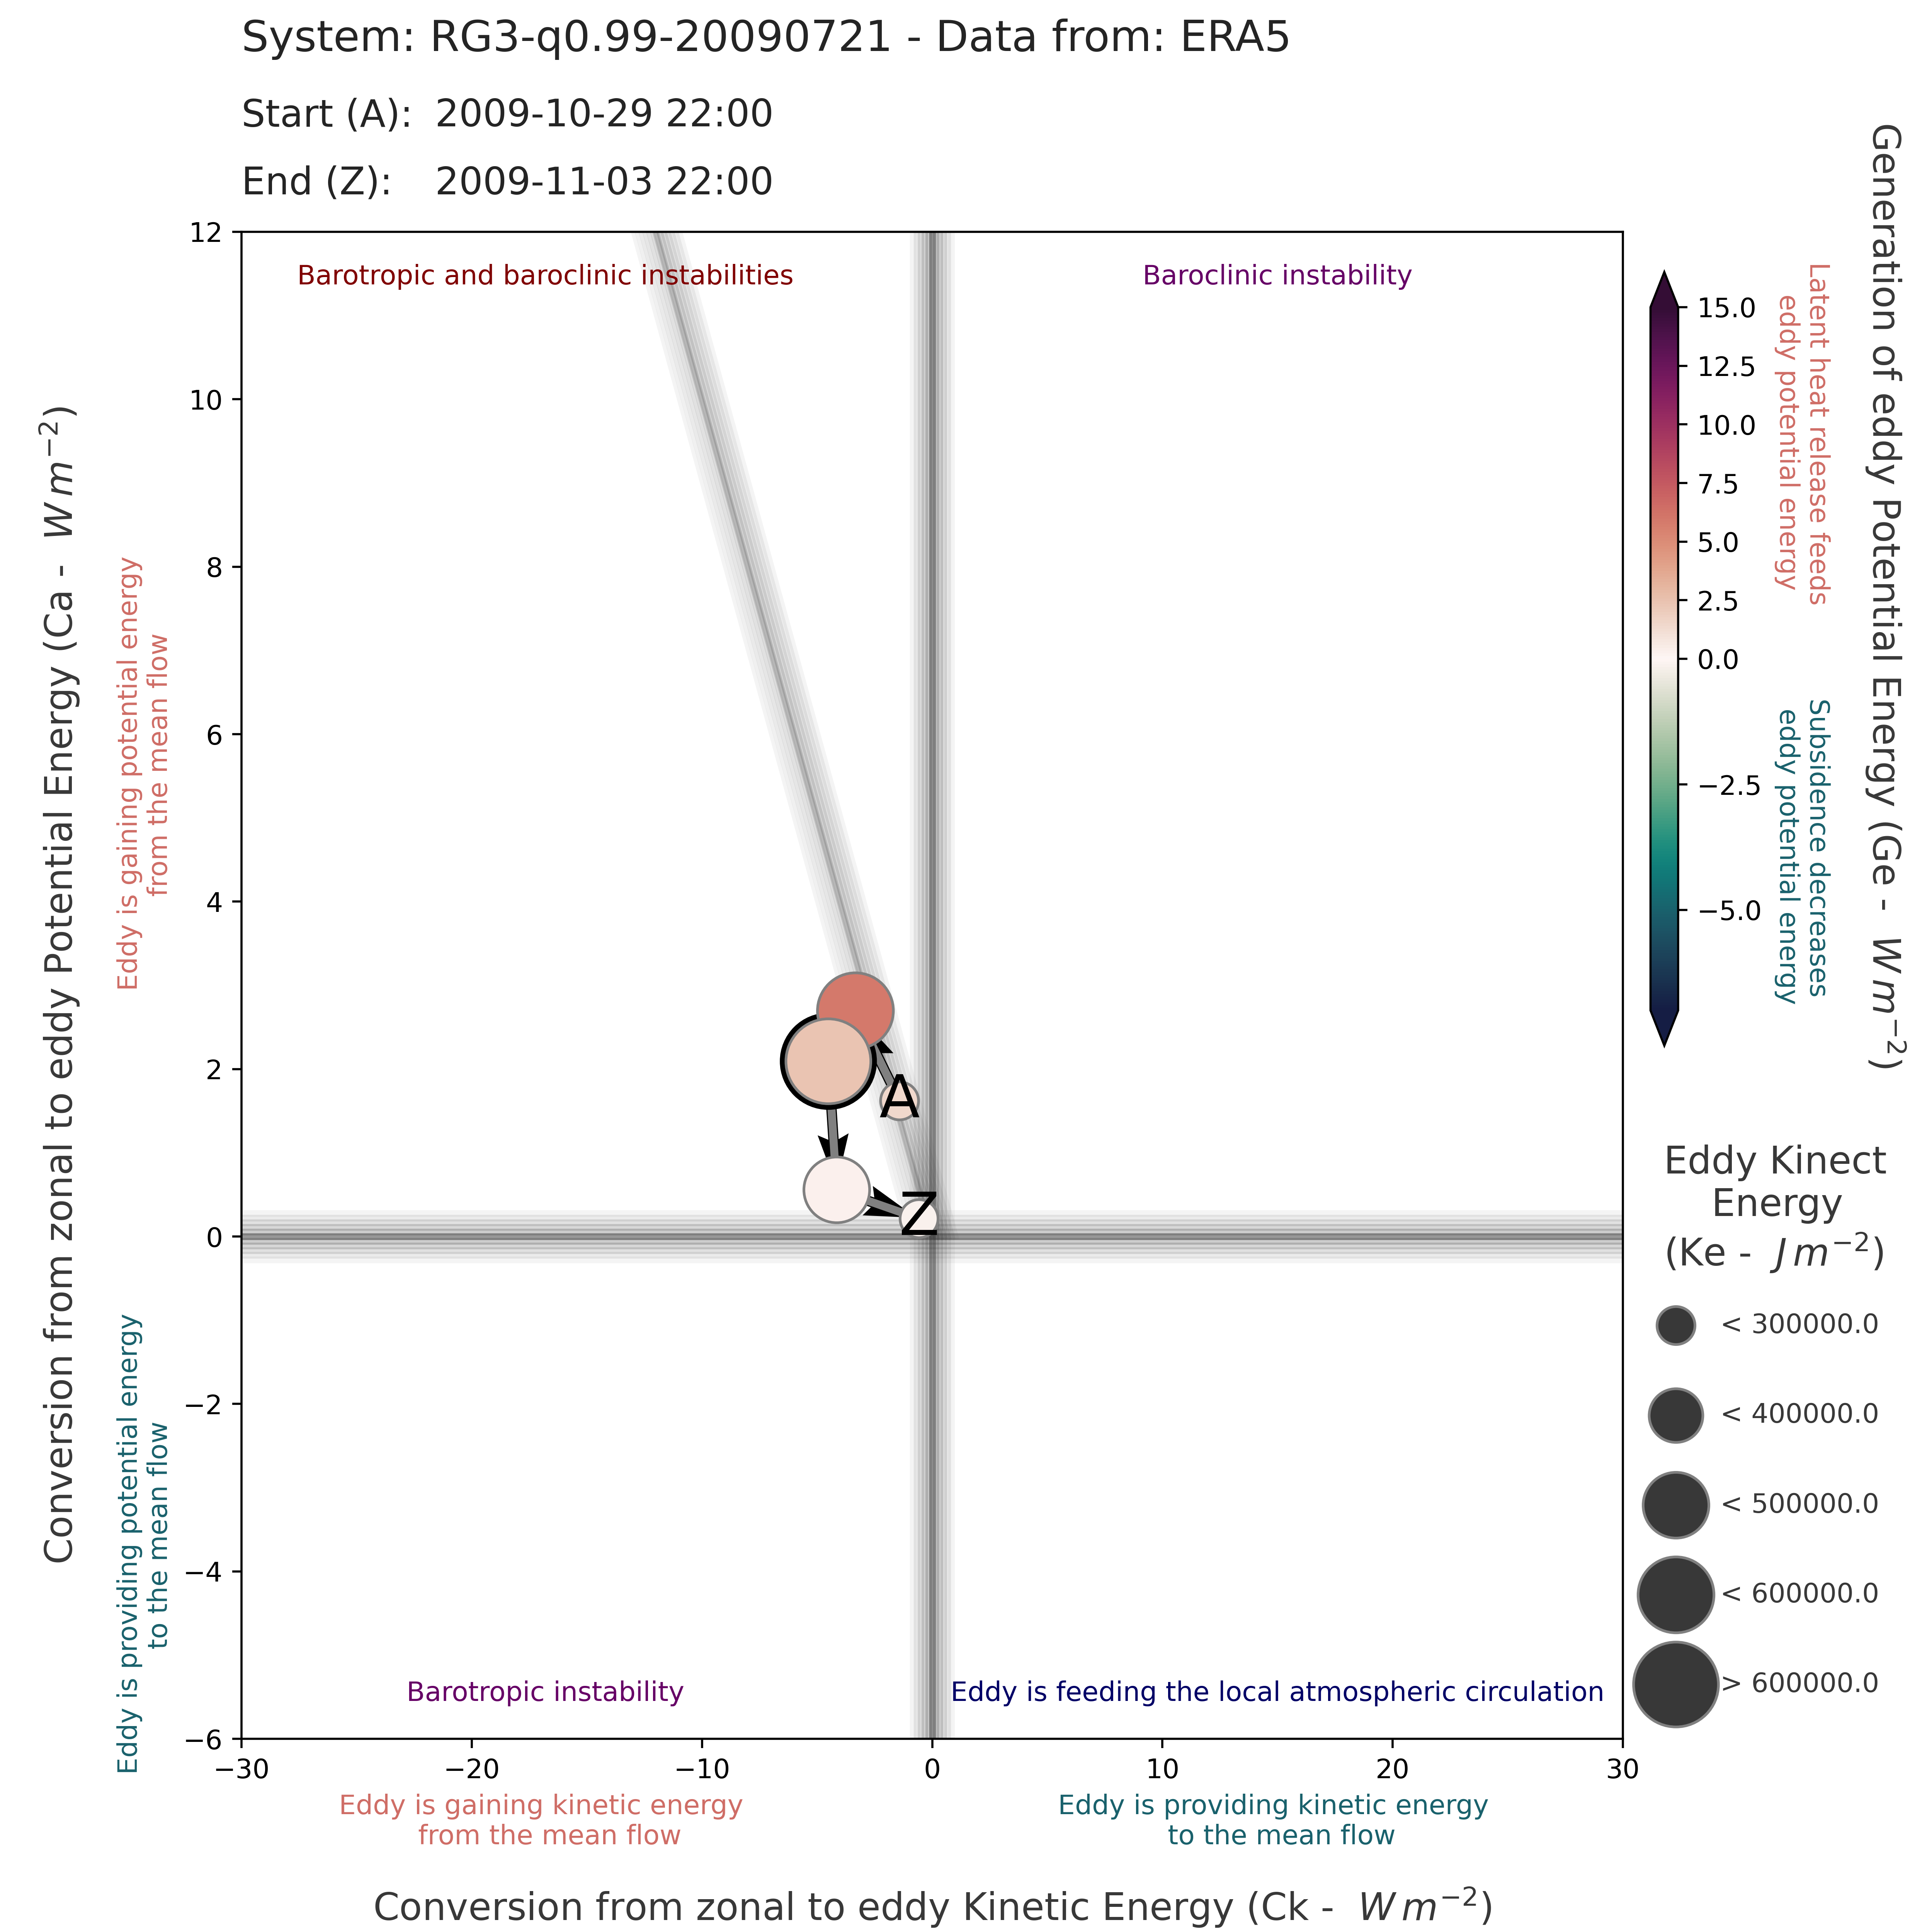 System: RG3-q0.99-20090721 - Data from: ERA5
Start (A): 2009-10-29 22:00
End (Z): 2009-11-03 22:00
Conversion from zonal to eddy Potential Energy (Ca - W m⁻²)
Eddy is gaining potential energy
from the mean flow
Eddy is providing potential energy
to the mean flow
12
10
8
6
4
2
0
−2
−4
−6
Barotropic and baroclinic instabilities
Baroclinic instability
A
Z
Barotropic instability
Eddy is feeding the local atmospheric circulation
−30
−20
−10
0
10
20
30
Eddy is gaining kinetic energy
from the mean flow
Eddy is providing kinetic energy
to the mean flow
Conversion from zonal to eddy Kinetic Energy (Ck - W m⁻²)
15.0
12.5
10.0
7.5
5.0
2.5
0.0
−2.5
−5.0
Latent heat release feeds
eddy potential energy
Subsidence decreases
eddy potential energy
Generation of eddy Potential Energy (Ge - W m⁻²)
Eddy Kinect
Energy
(Ke - J m⁻²)
< 300000.0
< 400000.0
< 500000.0
< 600000.0
> 600000.0